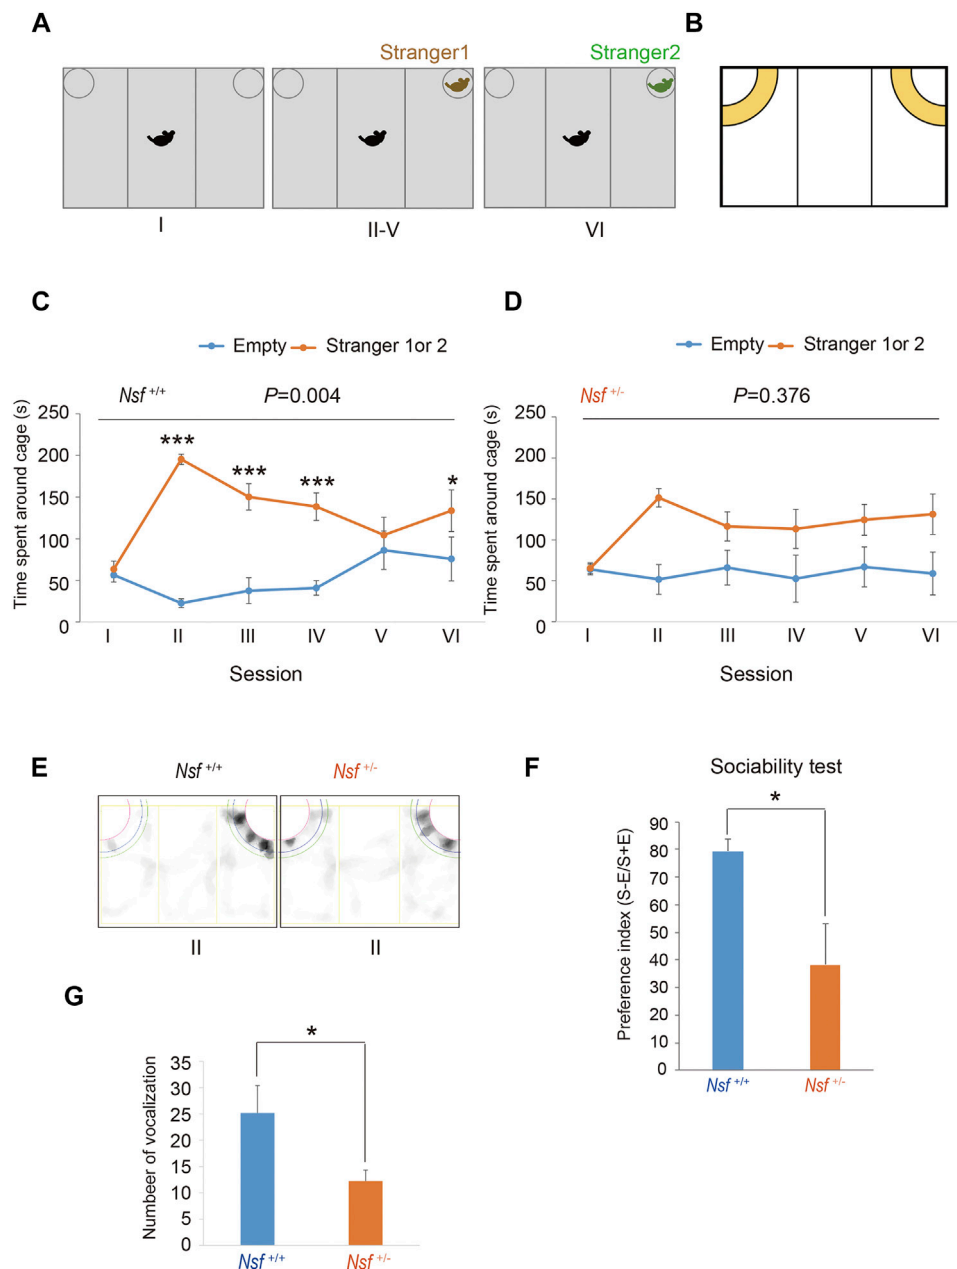 A
B
Stranger1
Stranger2
I
II-V
VI
C
D
Empty
Stranger 1or 2
Empty
Stranger 1or 2
Nsf +/+
P=0.004
Nsf +/-
P=0.376
Time spent around cage (s)
250
200
150
100
50
0
***
***
***
*
I II III IV V VI
Session
Time spent around cage (s)
250
200
150
100
50
0
I II III IV V VI
Session
E
Nsf +/+
Nsf +/-
II
II
F
Sociability test
*
Preference index (S-E/S+E)
90
80
70
60
50
40
30
20
10
0
Nsf +/+
Nsf +/-
G
*
Numbeer of vocalization
35
30
25
20
15
10
5
0
Nsf +/+
Nsf +/-